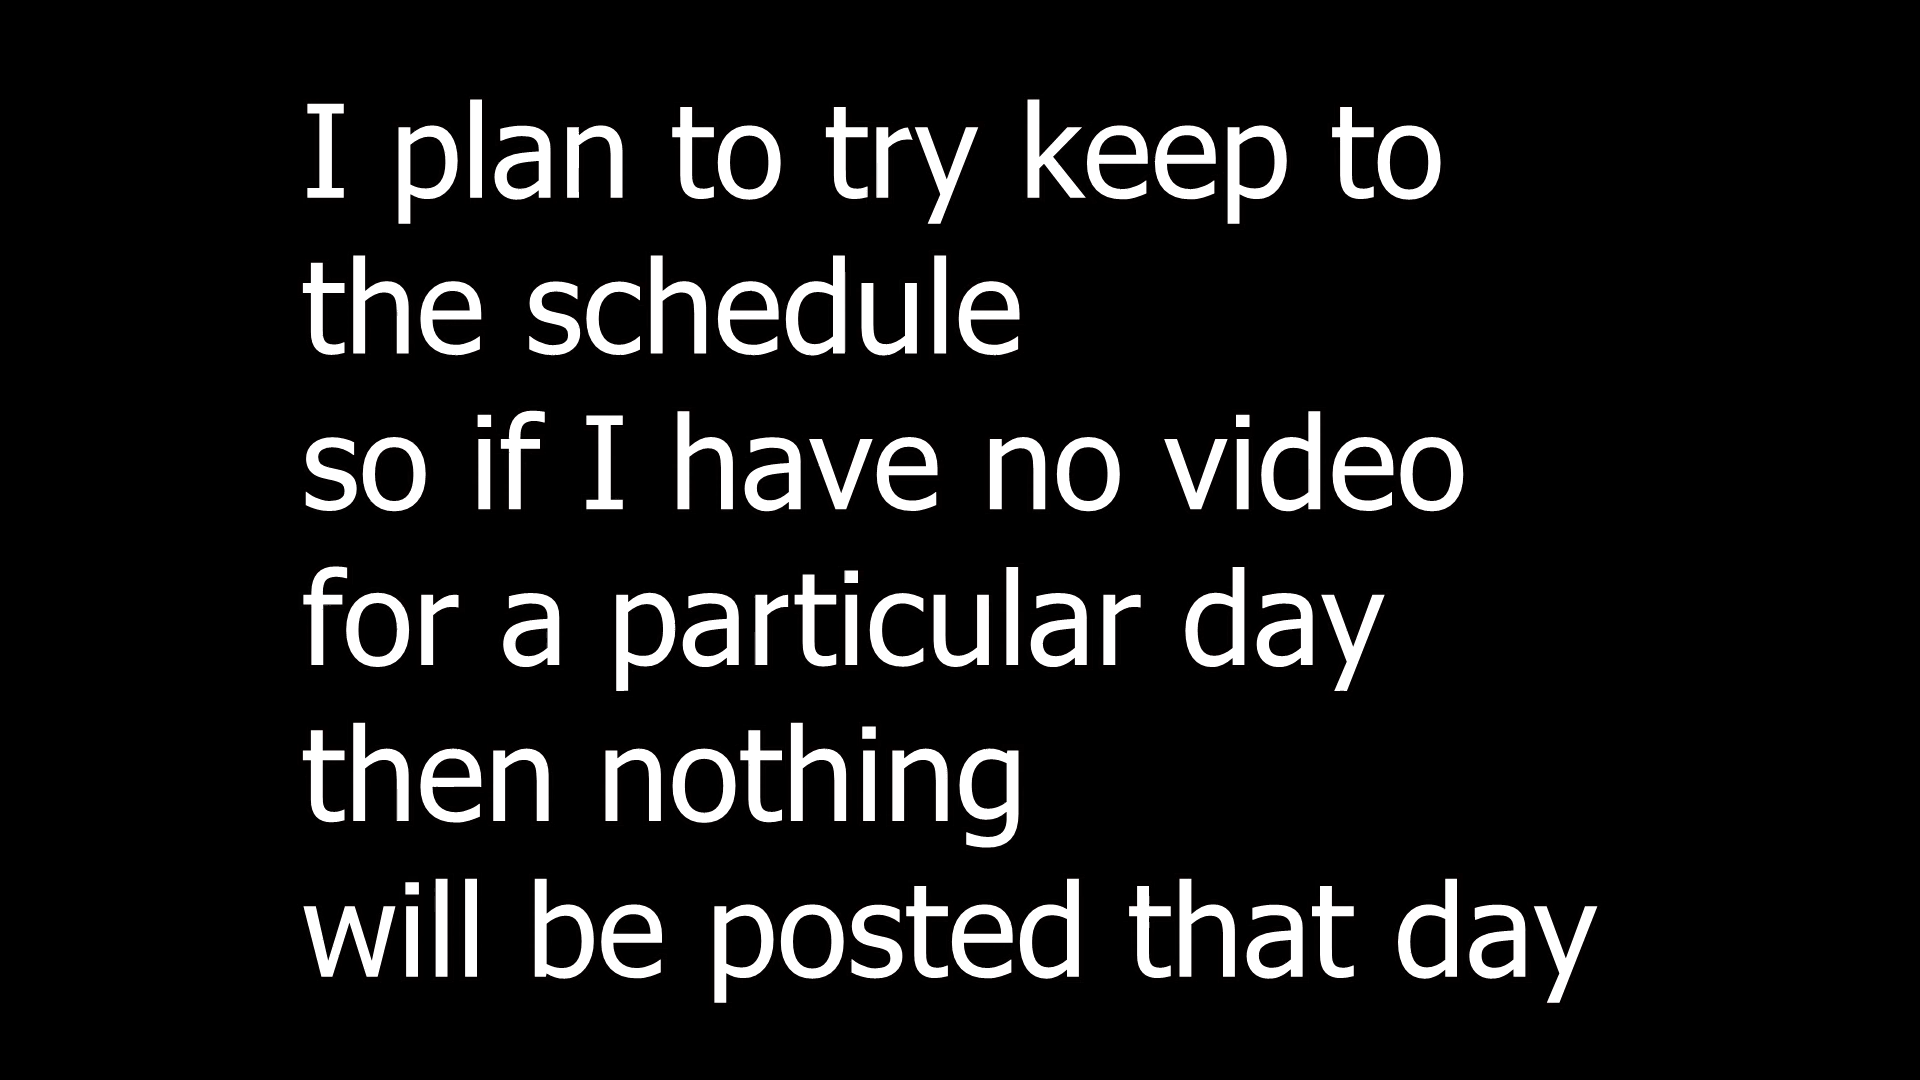 I plan to try keep to
the schedule
so if I have no video
for a particular day
then nothing
will be posted that day